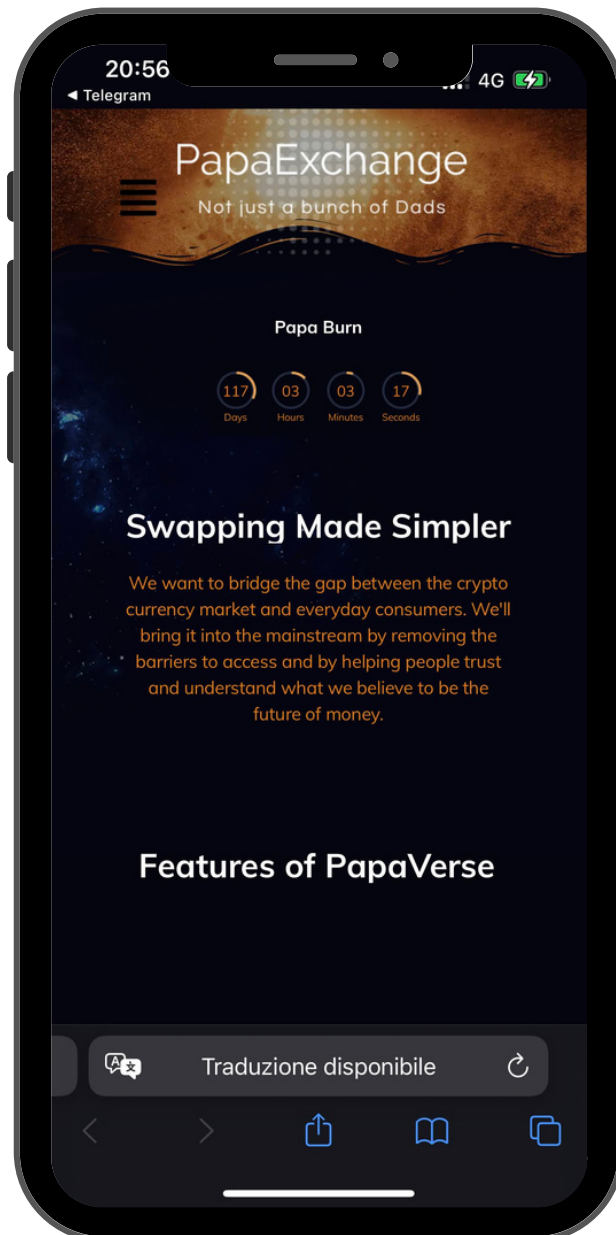 20:56
4G
◀ Telegram
PapaExchange
Not just a bunch of Dads
Papa Burn
117 03 03 17
Days Hours Minutes Seconds
Swapping Made Simpler
We want to bridge the gap between the crypto
currency market and everyday consumers. We'll
bring it into the mainstream by removing the
barriers to access and by helping people trust
and understand what we believe to be the
future of money.
Features of PapaVerse
Traduzione disponibile